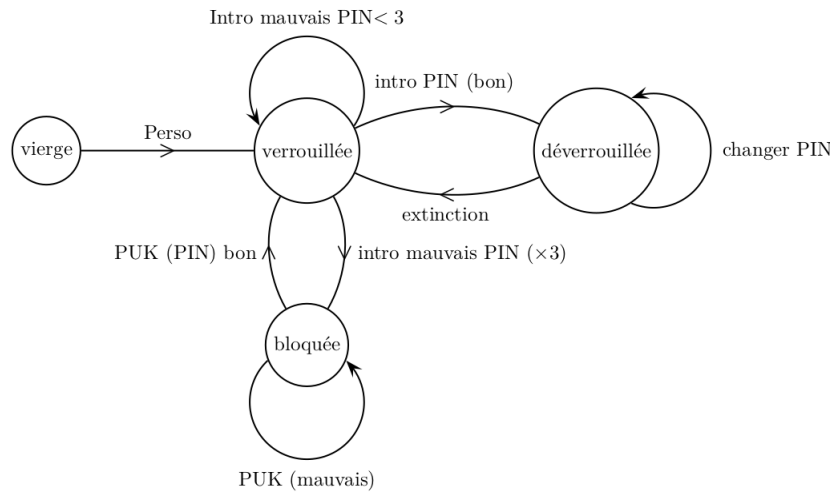 Intro mauvais PIN< 3
intro PIN (bon)
Perso
vierge
verrouillée
déverrouillée
changer PIN
extinction
PUK (PIN) bon
intro mauvais PIN (×3)
bloquée
PUK (mauvais)